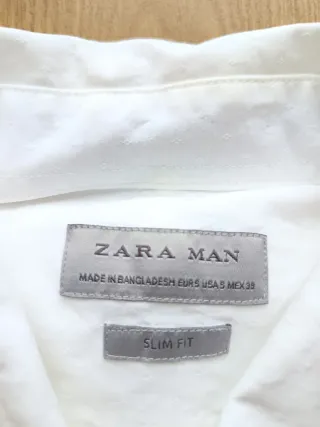 ZARA MAN
MADE IN BANGLADESH EUR S USA S MEX 38
SLIM FIT